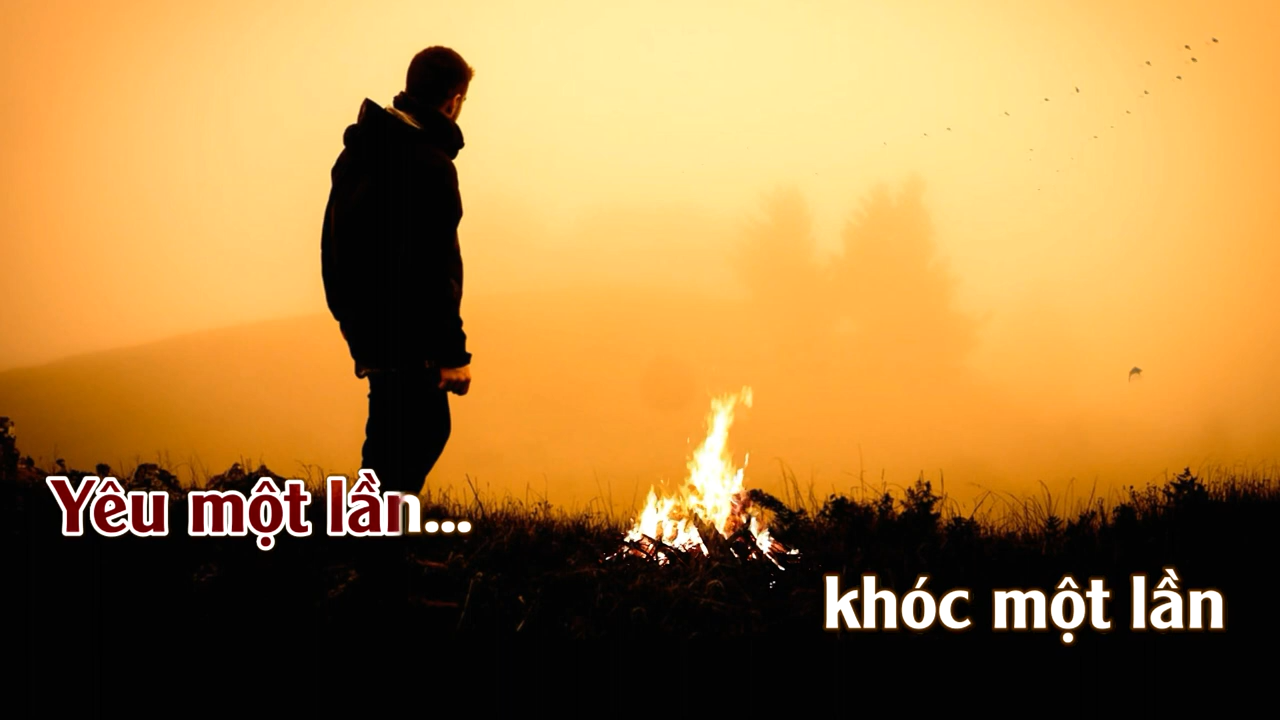 Yêu một lần...
khóc một lần